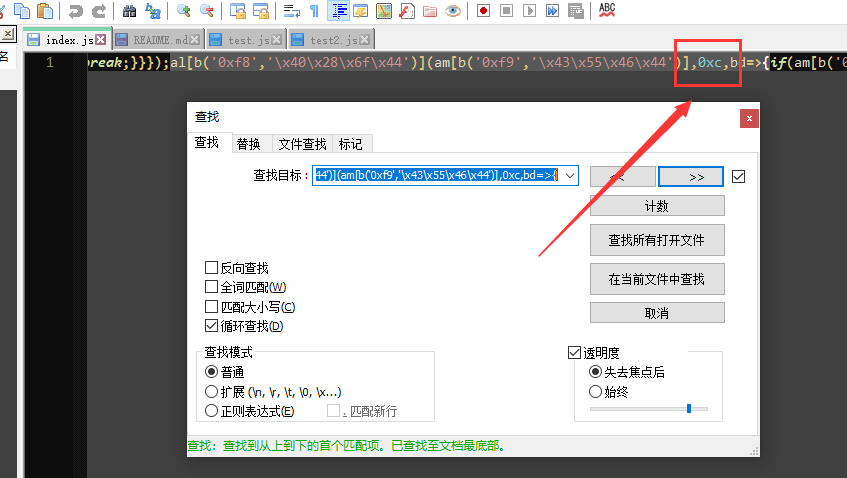 ABC
index.js README.md test.js test2.js
名
1 break;}}});al[b('0xf8','\x40\x28\x6f\x44')](am[b('0xf9','\x43\x55\x46\x44')],0xc,bd=>{if(am[b('
查找
查找 替换 文件查找 标记
查找目标： 44')](am[b('0xf9','\x43\x55\x46\x44')],0xc,bd=>{ << >>
计数
查找所有打开文件
在当前文件中查找
取消
反向查找
全词匹配(W)
匹配大小写(C)
循环查找(D)
查找模式
普通
扩展 (\n, \r, \t, \0, \x...)
正则表达式(E) . 匹配新行
透明度
失去焦点后
始终
查找：查找到从上到下的首个匹配项。已查找至文档最底部。